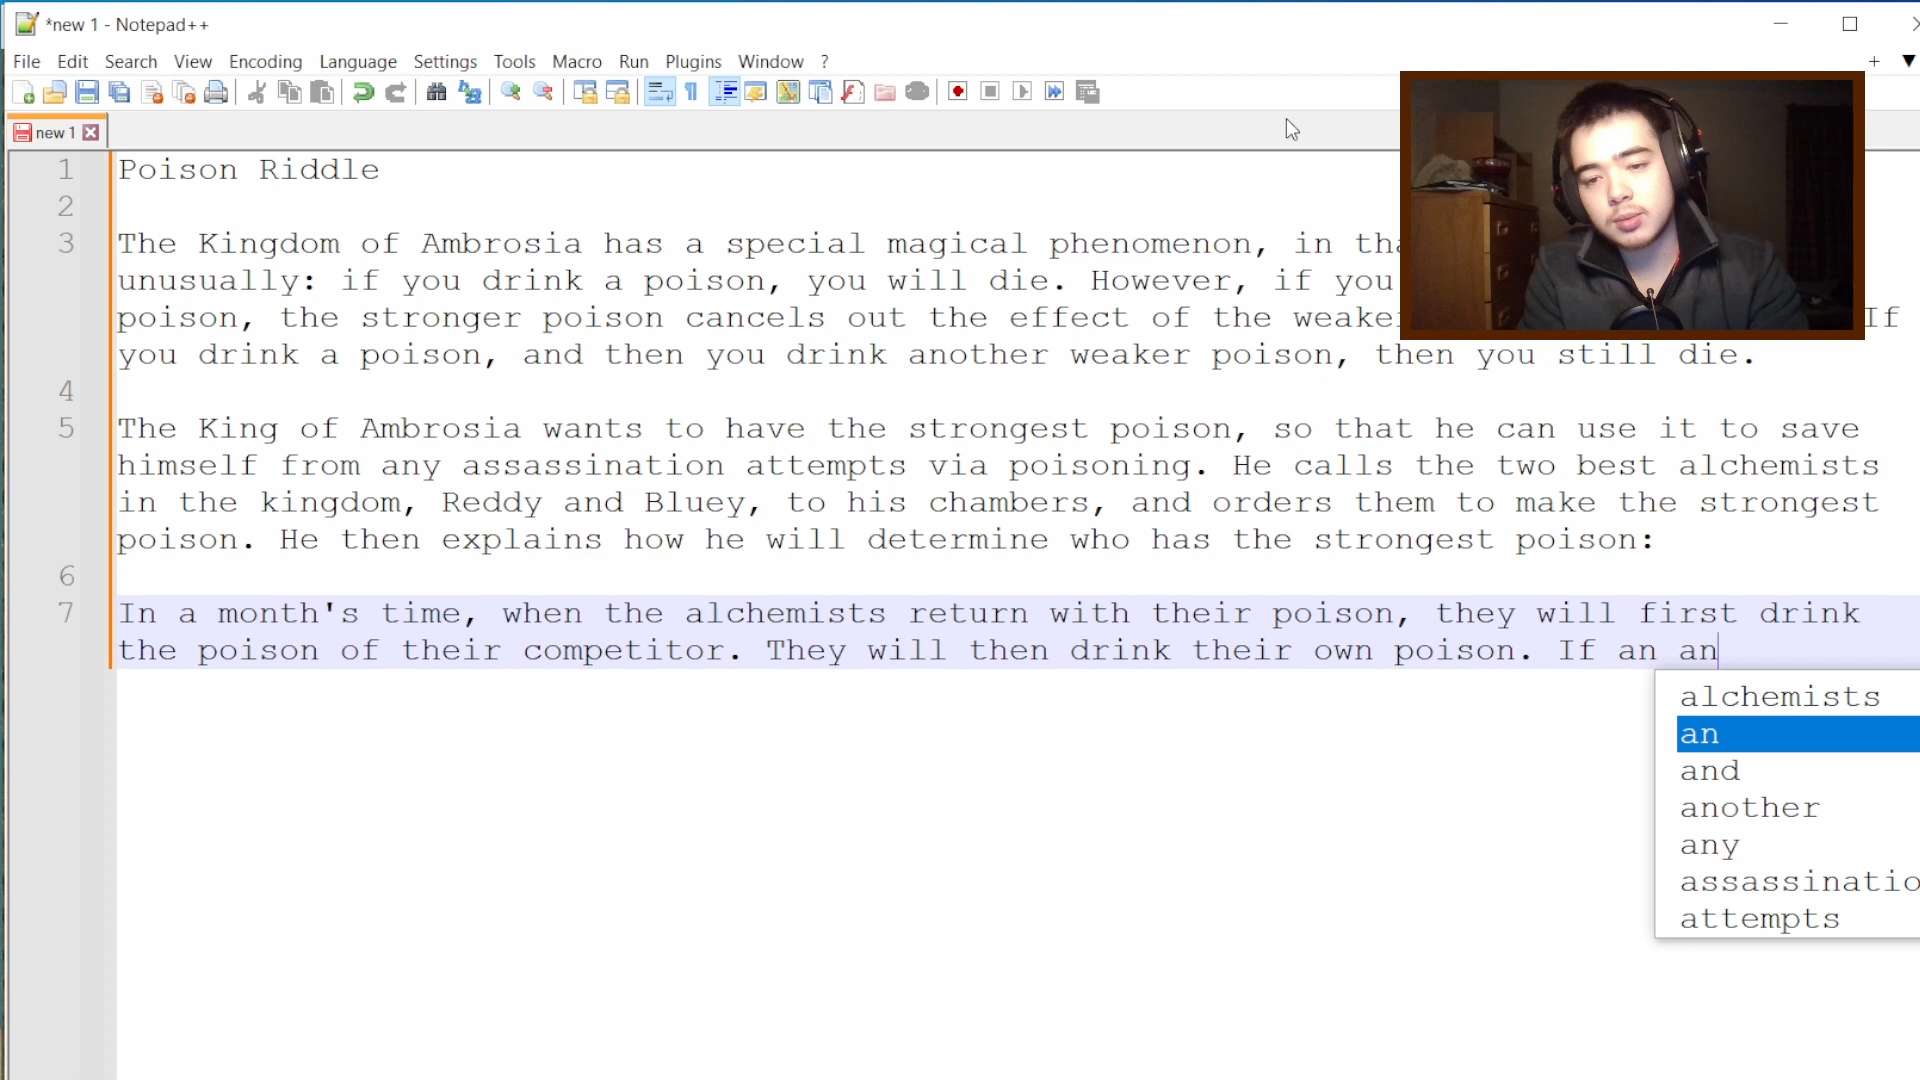 *new 1 - Notepad++
File Edit Search View Encoding Language Settings Tools Macro Run Plugins Window ?
new 1
1 Poison Riddle
2
3 The Kingdom of Ambrosia has a special magical phenomenon, in
unusually: if you drink a poison, you will die. However, if you
poison, the stronger poison cancels out the effect of the If
you drink a poison, and then you drink another weaker poison, then you still die.
4
5 The King of Ambrosia wants to have the strongest poison, so that he can use it to save
himself from any assassination attempts via poisoning. He calls the two best alchemists
in the kingdom, Reddy and Bluey, to his chambers, and orders them to make the strongest
poison. He then explains how he will determine who has the strongest poison:
6
7 In a month's time, when the alchemists return with their poison, they will first drink
the poison of their competitor. They will then drink their own poison. If an an
alchemists
an
and
another
any
assassinatio
attempts